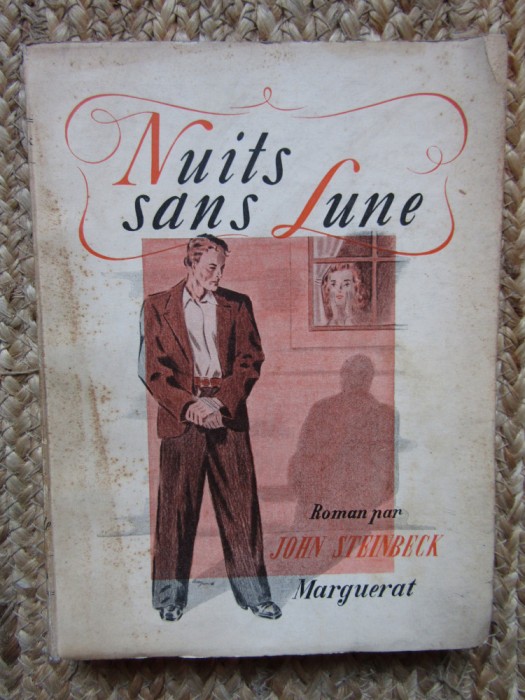 Nuits
sans Lune
Roman par
JOHN STEINBECK
Marguerat